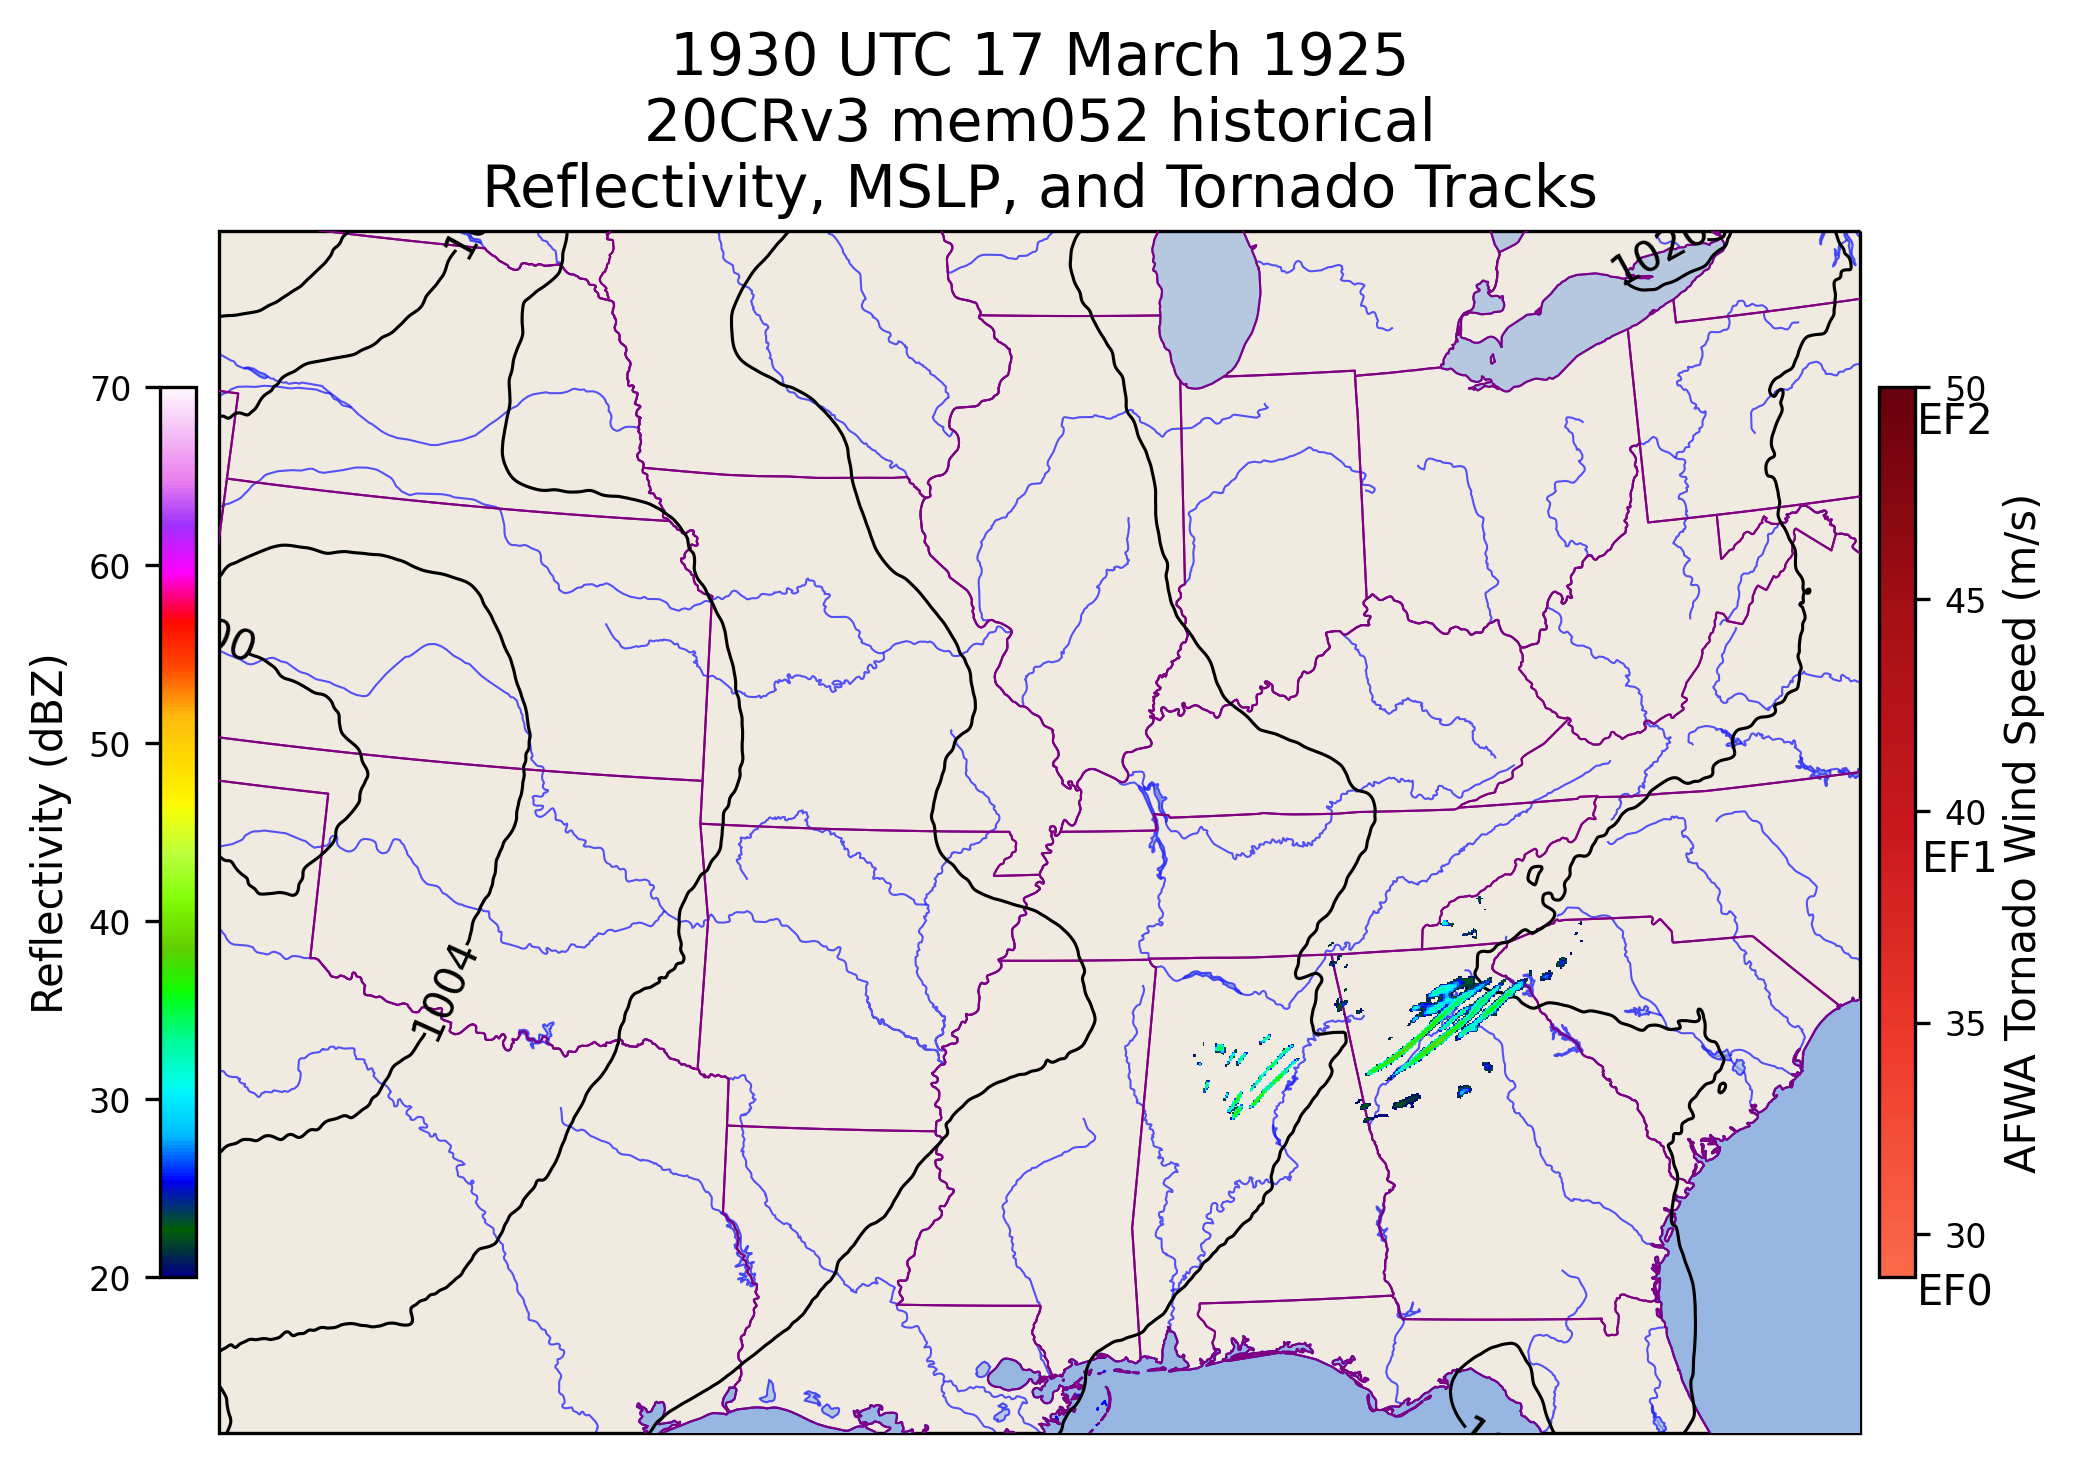 1930 UTC 17 March 1925
20CRv3 mem052 historical
Reflectivity, MSLP, and Tornado Tracks
Reflectivity (dBZ)
70
60
50
40
30
20
1020
00
1004
50
EF2
45
40
EF1
35
30
EF0
AFWA Tornado Wind Speed (m/s)